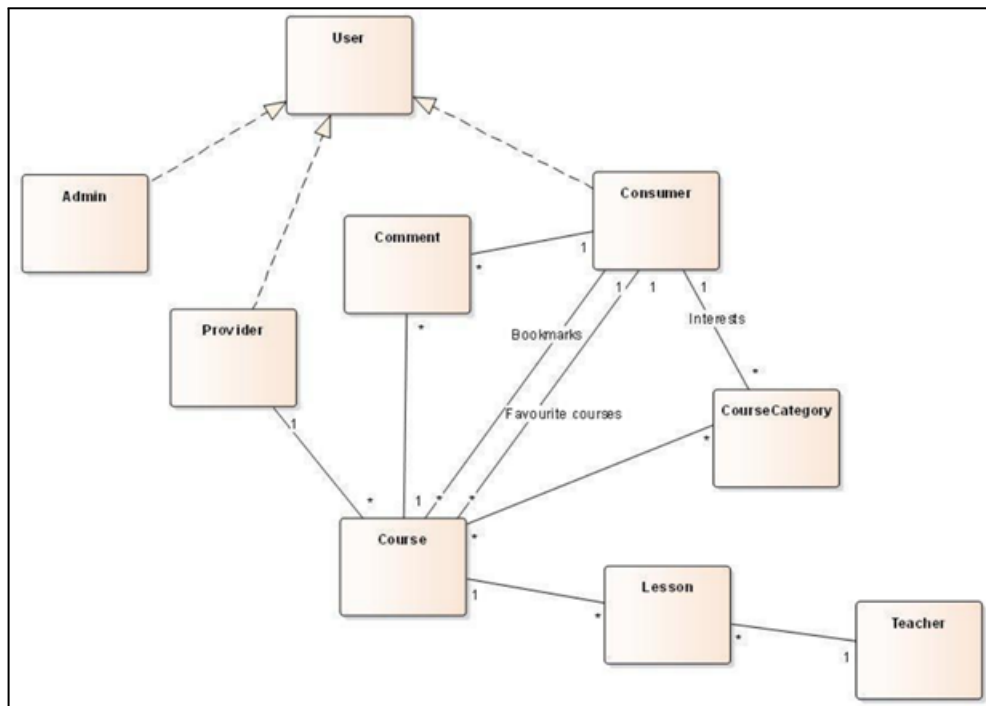 User
Admin
Consumer
Comment
1
*
*
1
1
1
Interests
Provider
Bookmarks
*
CourseCategory
Favourite courses
1
*
*
1
*
*
*
Course
1
Lesson
*
*
Teacher
1